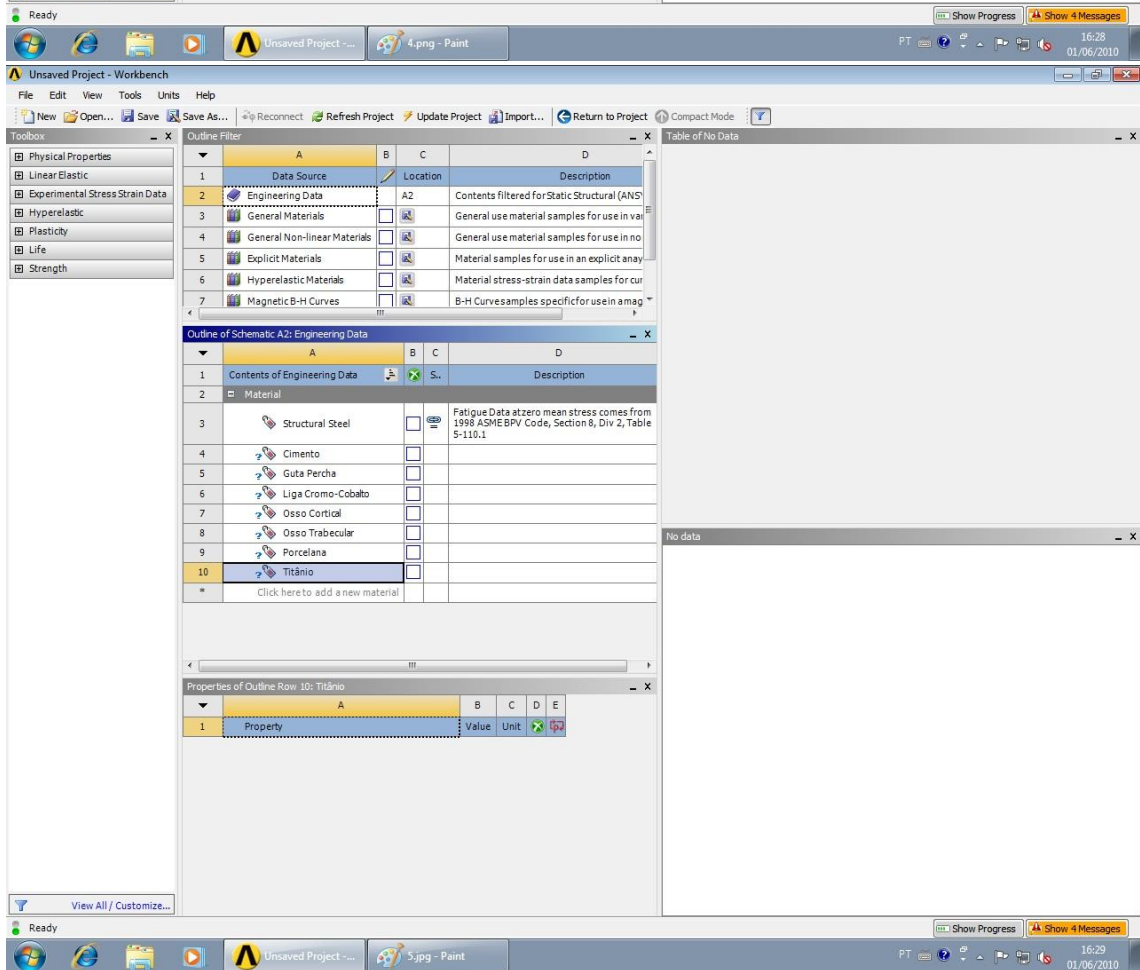 Ready
Show Progress
Show 4 Messages
Unsaved Project -...
4.png - Paint
PT
16:28
01/06/2010
Unsaved Project - Workbench
File Edit View Tools Units Help
New Open... Save Save As... Reconnect Refresh Project Update Project Import... Return to Project Compact Mode
Toolbox
Physical Properties
Linear Elastic
Experimental Stress Strain Data
Hyperelastic
Plasticity
Life
Strength
View All / Customize...
Outline Filter
A B C D
1 Data Source Location Description
2 Engineering Data A2 Contents filtered for Static Structural (ANSY
3 General Materials General use material samples for use in var
4 General Non-linear Materials General use material samples for use in no
5 Explicit Materials Material samples for use in an explicit anay
6 Hyperelastic Materials Material stress-strain data samples for cur
7 Magnetic B-H Curves B-H Curve samples specific for use in a mag
Outline of Schematic A2: Engineering Data
A B C D
1 Contents of Engineering Data S.. Description
2 Material
3 Structural Steel Fatigue Data at zero mean stress comes from
1998 ASME BPV Code, Section 8, Div 2, Table
5-110.1
4 Cimento
5 Guta Percha
6 Liga Cromo-Cobalto
7 Osso Cortical
8 Osso Trabecular
9 Porcelana
10 Titânio
* Click here to add a new material
Properties of Outline Row 10: Titânio
A B C D E
1 Property Value Unit
Table of No Data
No data
Ready
Show Progress
Show 4 Messages
Unsaved Project -...
5.jpg - Paint
PT
16:29
01/06/2010